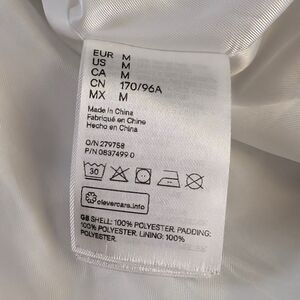 EUR M
US M
CA M
CN 170/96A
MX M
Made in China
Fabriqué en Chine
Hecho en China
O/N 279758
P/N 0837499.0
30
clevercare.info
GB SHELL: 100% POLYESTER. PADDING:
100% POLYESTER. LINING: 100%
POLYESTER.